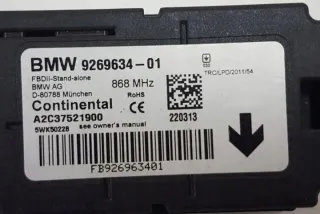 BMW 9269634-01
FBDII-Stand-alone
BMW AG
D-80788 München
868 MHz
RoHS
TRC/LPD/2011/54
Continental
A2C37521900
5WK50228 see owner's manual
220313
FB926963401